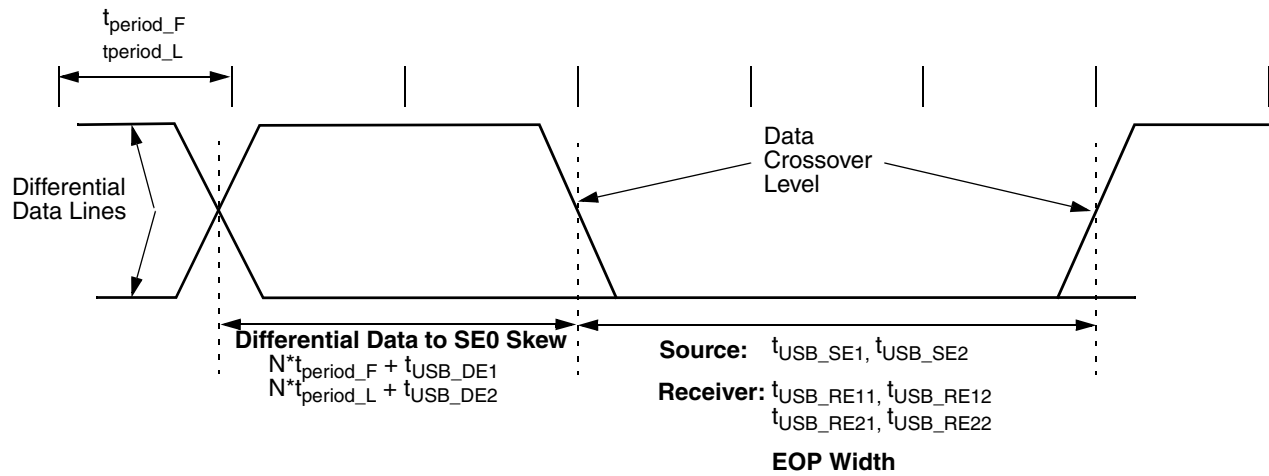 tperiod_F
tperiod_L
Differential
Data Lines
Data
Crossover
Level
Differential Data to SE0 Skew
N*tperiod_F + tUSB_DE1
N*tperiod_L + tUSB_DE2
Source: tUSB_SE1, tUSB_SE2
Receiver: tUSB_RE11, tUSB_RE12
tUSB_RE21, tUSB_RE22
EOP Width